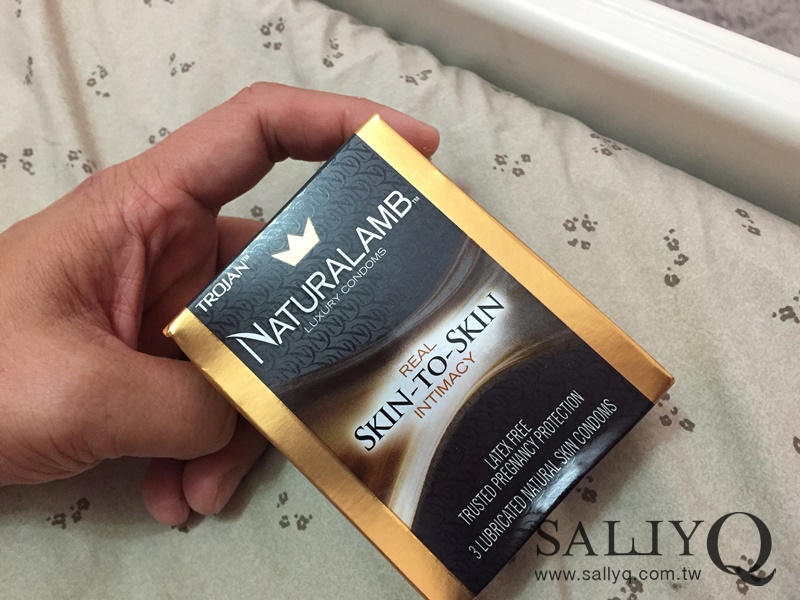 TROJAN™
NATURALAMB™
LUXURY CONDOMS
REAL
SKIN-TO-SKIN
INTIMACY
LATEX FREE
TRUSTED PREGNANCY PROTECTION
3 LUBRICATED NATURAL SKIN CONDOMS
SALLYQ
www.sallyq.com.tw